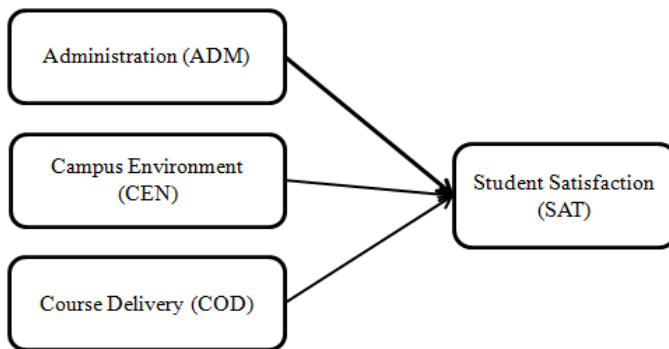 Administration (ADM)
Campus Environment
(CEN)
Student Satisfaction
(SAT)
Course Delivery (COD)